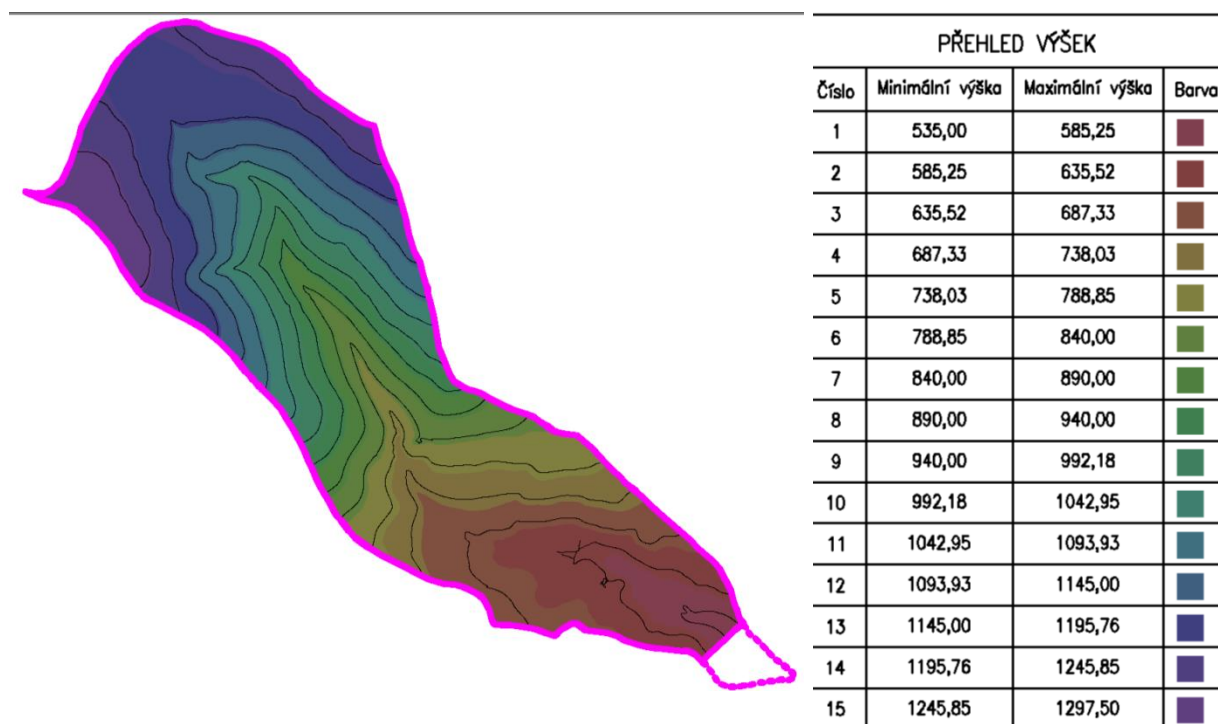 PŘEHLED VÝŠEK
Číslo Minimální výška Maximální výška Barva
1 535,00 585,25
2 585,25 635,52
3 635,52 687,33
4 687,33 738,03
5 738,03 788,85
6 788,85 840,00
7 840,00 890,00
8 890,00 940,00
9 940,00 992,18
10 992,18 1042,95
11 1042,95 1093,93
12 1093,93 1145,00
13 1145,00 1195,76
14 1195,76 1245,85
15 1245,85 1297,50